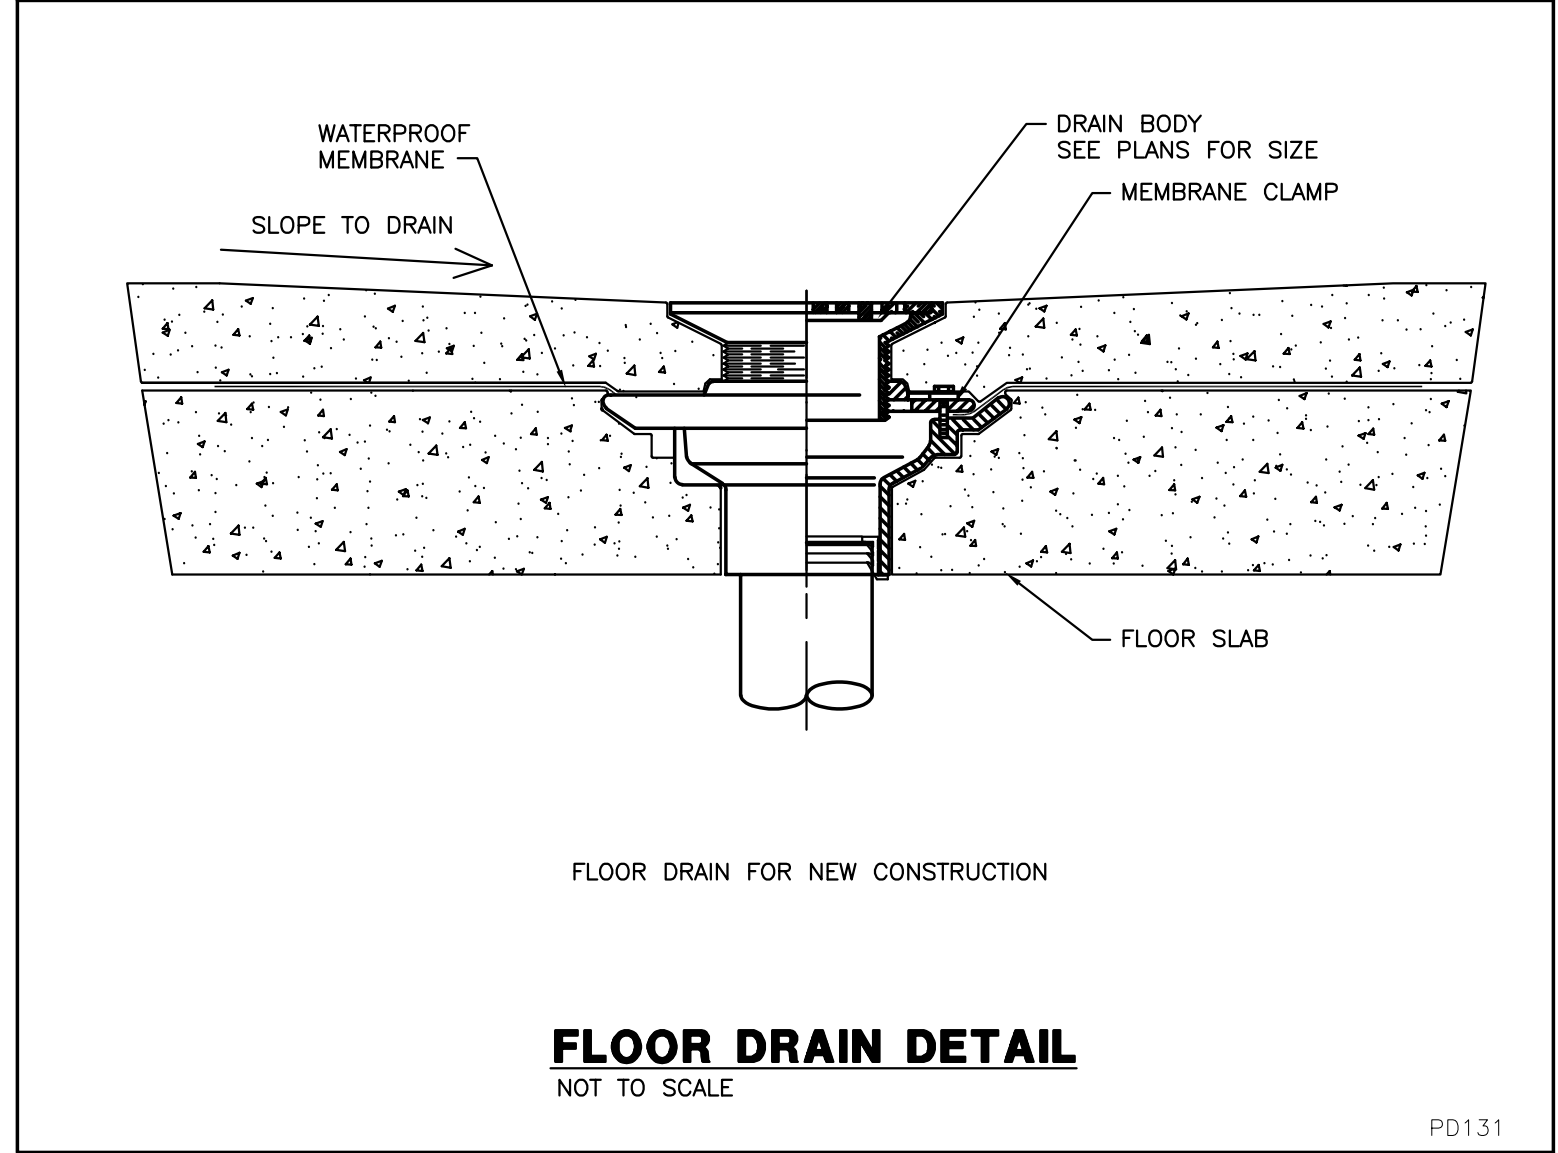 WATERPROOF
MEMBRANE
SLOPE TO DRAIN
DRAIN BODY
SEE PLANS FOR SIZE
MEMBRANE CLAMP
FLOOR SLAB
FLOOR DRAIN FOR NEW CONSTRUCTION
FLOOR DRAIN DETAIL
NOT TO SCALE
PD131